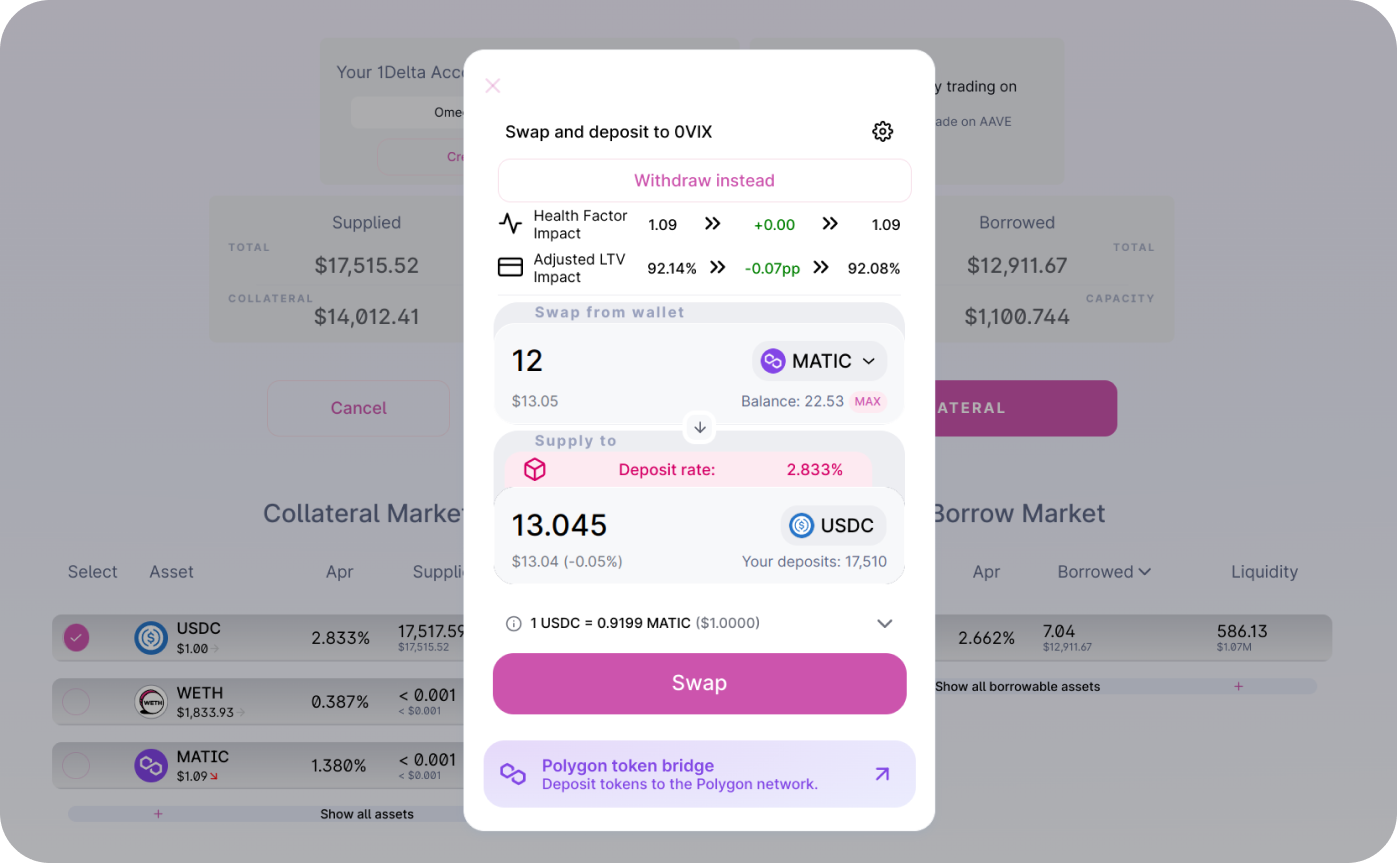 Your 1Delta Acc
Ome
Cre
y trading on
ade on AAVE
Supplied
TOTAL
$17,515.52
COLLATERAL
$14,012.41
Borrowed
TOTAL
$12,911.67
CAPACITY
$1,100.744
Cancel
ATERAL
Swap and deposit to 0VIX
Withdraw instead
Health Factor
Impact
1.09
+0.00
1.09
Adjusted LTV
Impact
92.14%
-0.07pp
92.08%
Swap from wallet
12
MATIC
$13.05
Balance: 22.53
MAX
Supply to
Deposit rate:
2.833%
13.045
USDC
$13.04 (-0.05%)
Your deposits: 17,510
1 USDC = 0.9199 MATIC ($1.0000)
Swap
Polygon token bridge
Deposit tokens to the Polygon network.
Collateral Market
Select Asset Apr Supplie
USDC
$1.00
2.833%
17,517.59
$17,515.52
WETH
WETH
$1,833.93
0.387%
< 0.001
< $0.001
MATIC
$1.09
1.380%
< 0.001
< $0.001
+ Show all assets
Borrow Market
Apr Borrowed Liquidity
2.662%
7.04
$12,911.67
586.13
$1.07M
Show all borrowable assets +